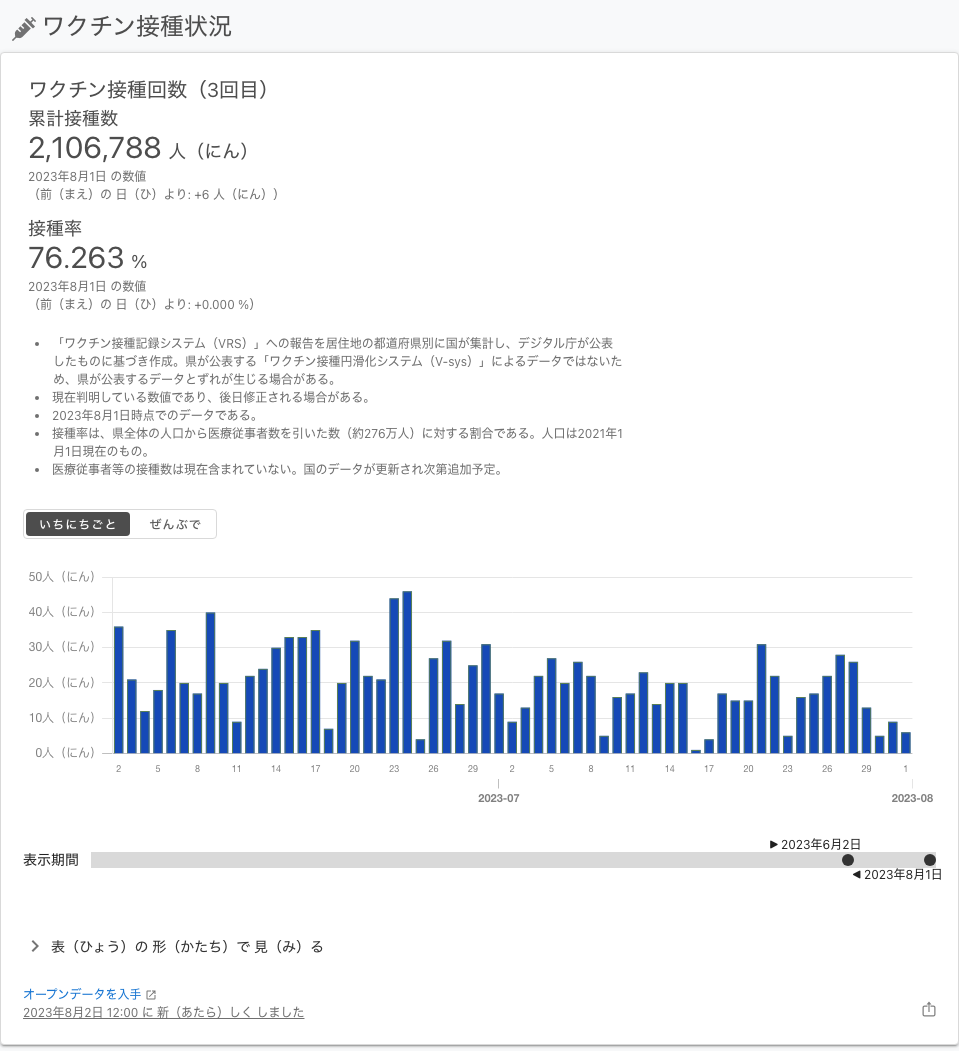 ワクチン接種状況
ワクチン接種回数（3回目）
累計接種数
2,106,788 人（にん）
2023年8月1日 の数値
（前（まえ）の 日（ひ）より: +6 人（にん））
接種率
76.263 %
2023年8月1日 の数値
（前（まえ）の 日（ひ）より: +0.000 %）
• 「ワクチン接種記録システム（VRS）」への報告を居住地の都道府県別に国が集計し、デジタル庁が公表
したものに基づき作成。県が公表する「ワクチン接種円滑化システム（V-sys）」によるデータではないた
め、県が公表するデータとずれが生じる場合がある。
• 現在判明している数値であり、後日修正される場合がある。
• 2023年8月1日時点でのデータである。
• 接種率は、県全体の人口から医療従事者数を引いた数（約276万人）に対する割合である。人口は2021年1
月1日現在のもの。
• 医療従事者等の接種数は現在含まれていない。国のデータが更新され次第追加予定。
いちにちごと ぜんぶで
50人（にん）
40人（にん）
30人（にん）
20人（にん）
10人（にん）
0人（にん）
2 5 8 11 14 17 20 23 26 29 2 5 8 11 14 17 20 23 26 29 1
2023-07 2023-08
▶ 2023年6月2日
表示期間
◀ 2023年8月1日
表（ひょう）の 形（かたち）で 見（み）る
オープンデータを入手
2023年8月2日 12:00 に 新（あたら）しく しました